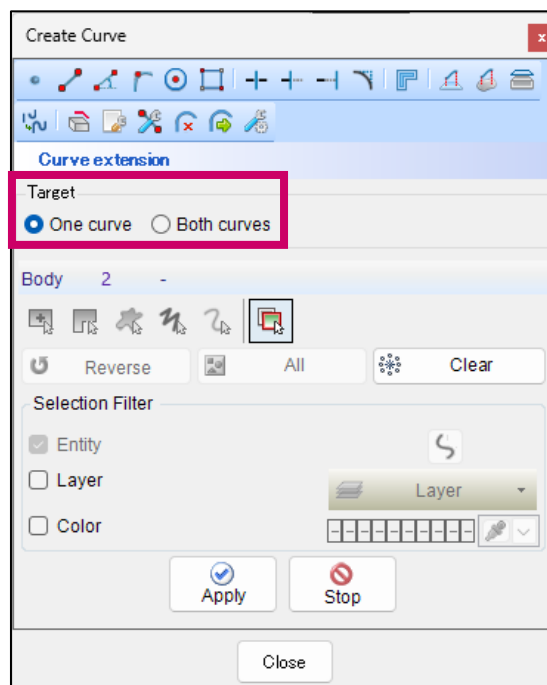 Create Curve
x
Curve extension
Target
One curve Both curves
Body 2 -
Reverse All Clear
Selection Filter
Entity
Layer Layer
Color
Apply Stop
Close